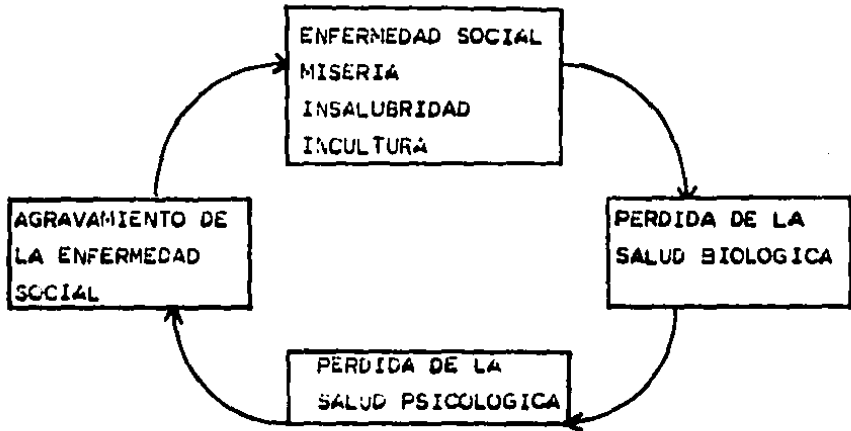 ENFERMEDAD SOCIAL
MISERIA
INSALUBRIDAD
INCULTURA
PERDIDA DE LA
SALUD BIOLOGICA
PERDIDA DE LA
SALUD PSICOLOGICA
AGRAVAMIENTO DE
LA ENFERMEDAD
SOCIAL